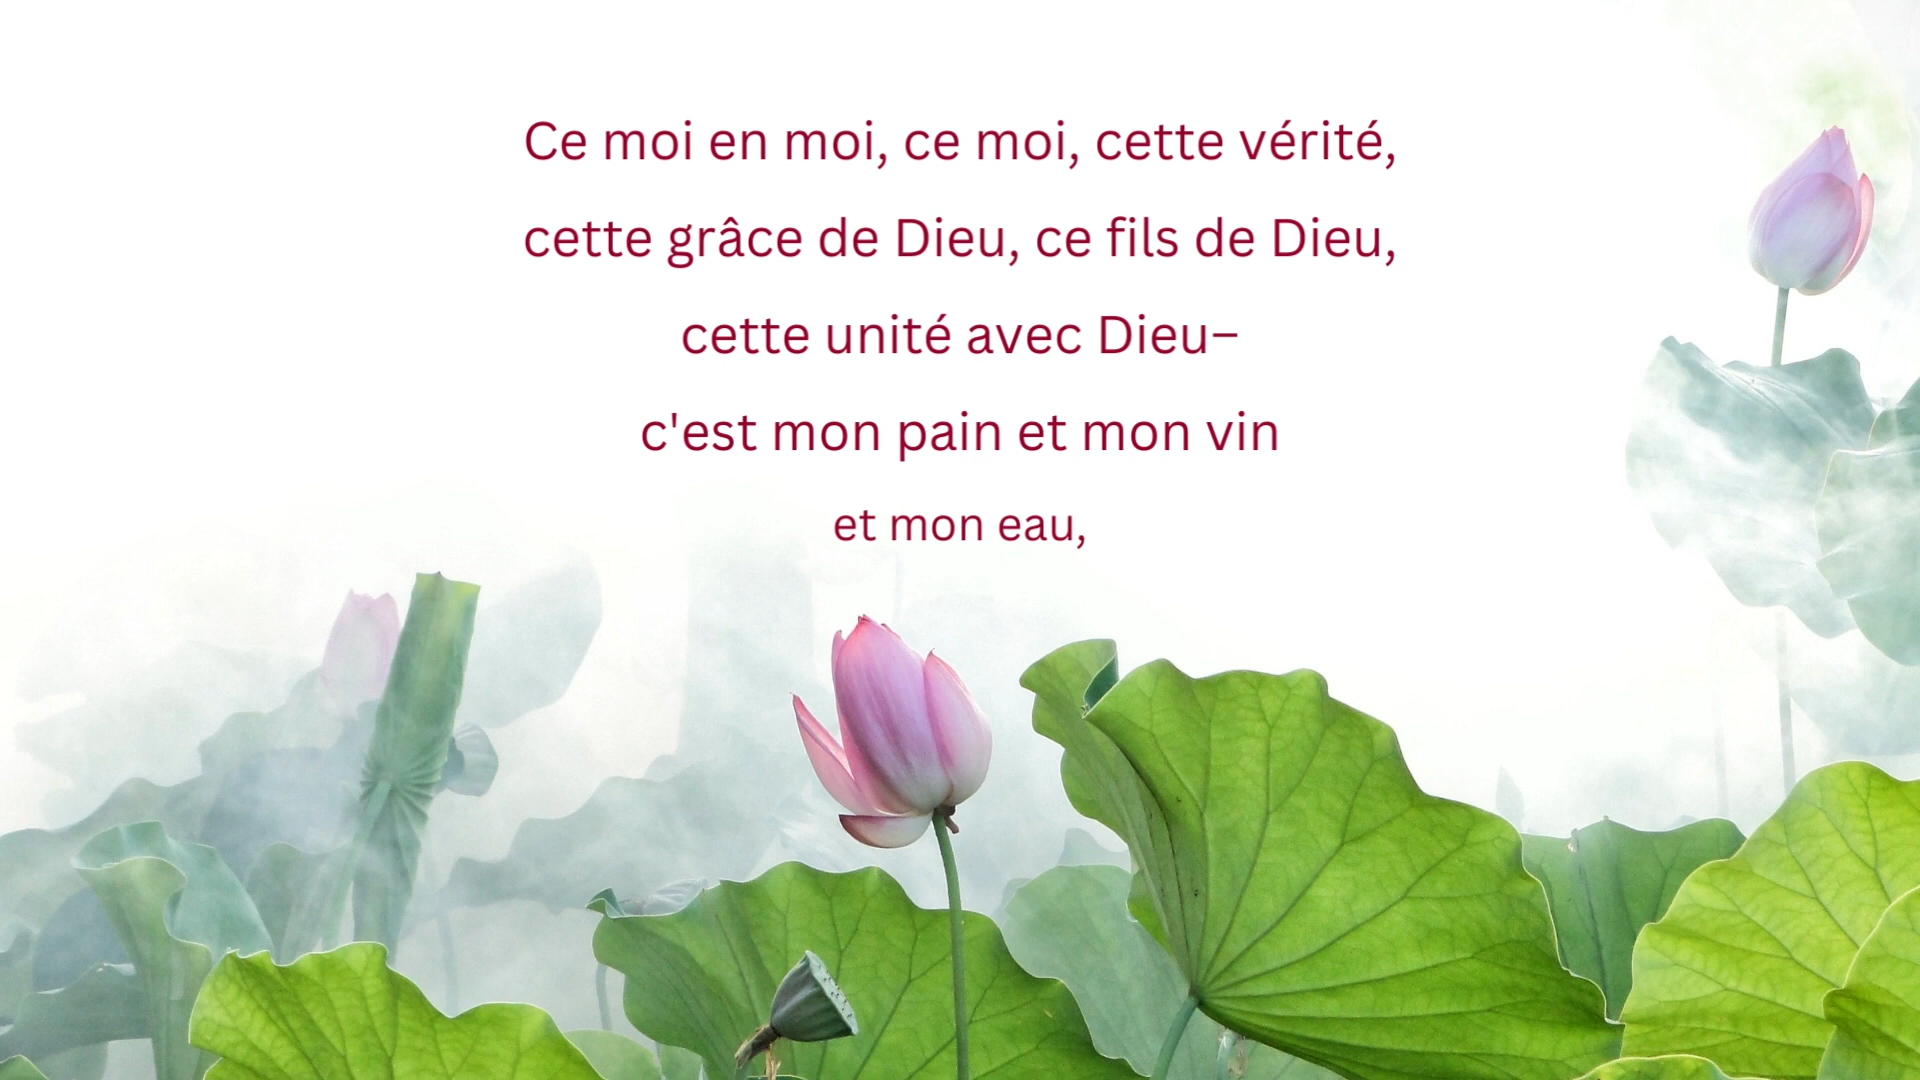 Ce moi en moi, ce moi, cette vérité,
cette grâce de Dieu, ce fils de Dieu,
cette unité avec Dieu–
c'est mon pain et mon vin
et mon eau,